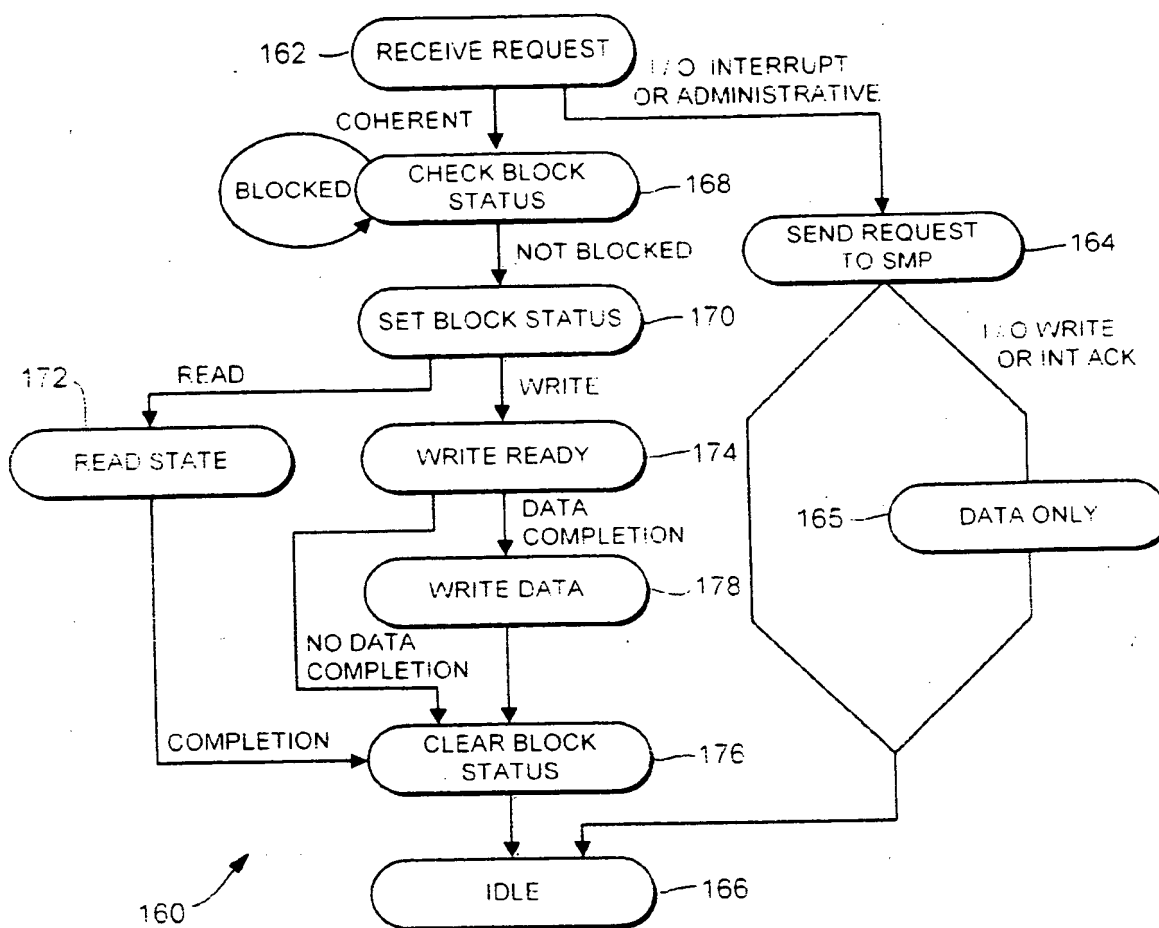 162
RECEIVE REQUEST
I/O INTERRUPT
OR ADMINISTRATIVE
COHERENT
BLOCKED
CHECK BLOCK
STATUS
168
NOT BLOCKED
SEND REQUEST
TO SMP
164
SET BLOCK STATUS
170
I/O WRITE
OR INT ACK
172
READ
WRITE
READ STATE
WRITE READY
174
DATA
COMPLETION
165
DATA ONLY
WRITE DATA
178
NO DATA
COMPLETION
COMPLETION
CLEAR BLOCK
STATUS
176
IDLE
166
160